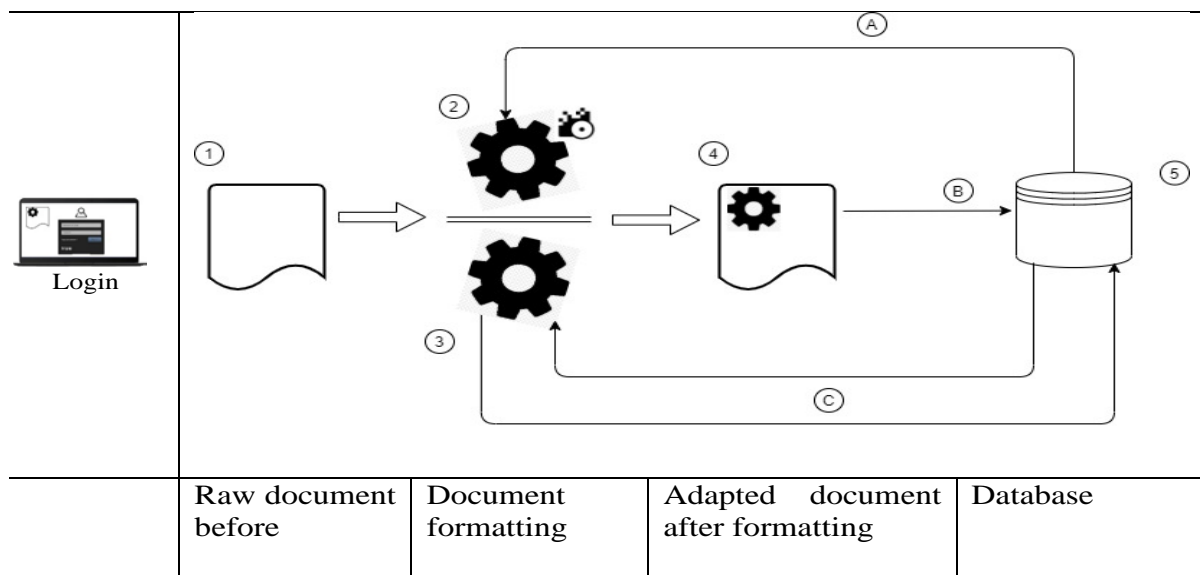 A
2
1
4
5
B
Login
3
C
Raw document before
Document formatting
Adapted document after formatting
Database